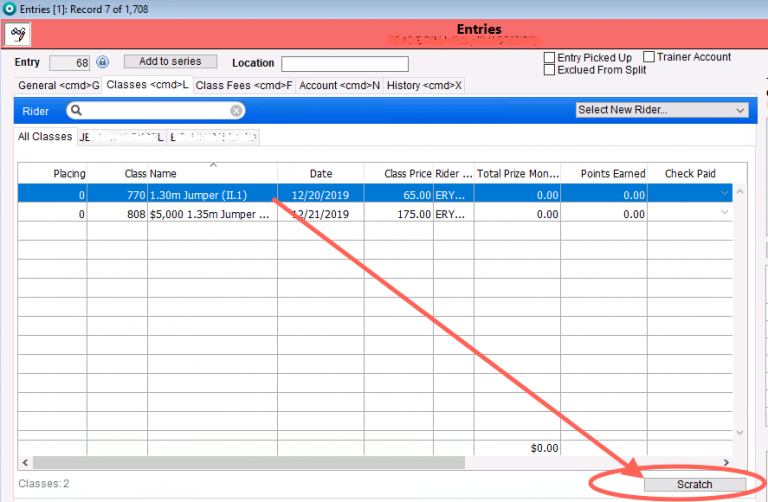 Entries [1]: Record 7 of 1,708
Entries
Entry 68 Add to series Location Entry Picked Up Trainer Account
Exclued From Split
General <cmd>G Classes <cmd>L Class Fees <cmd>F Account <cmd>N History <cmd>X
Rider Select New Rider...
All Classes
Placing Class Name Date Class Price Rider ... Total Prize Mon... Points Earned Check Paid
0 770 1.30m Jumper (II.1) 12/20/2019 65.00 ERY... 0.00 0.00
0 808 $5,000 1.35m Jumper ... 12/21/2019 175.00 ERY... 0.00 0.00
$0.00
Classes: 2 Scratch